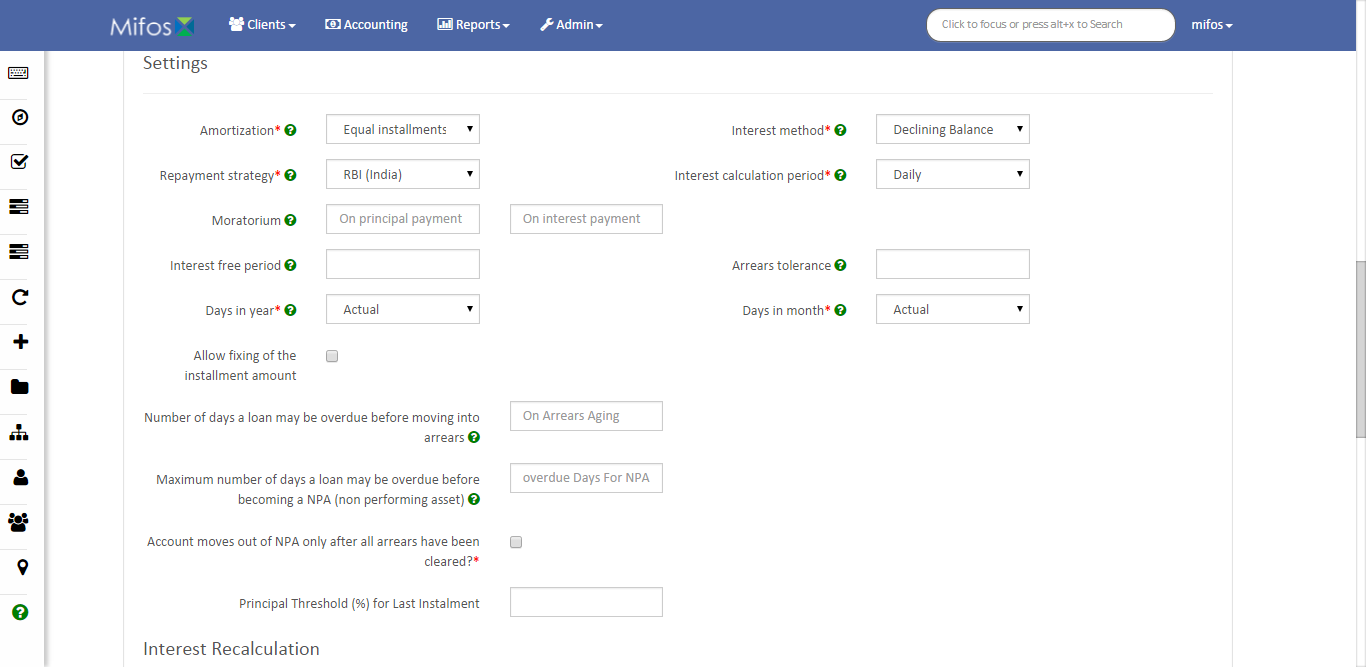 Mifos Clients Accounting Reports Admin Click to focus or press alt+x to Search mifos
Settings
Amortization* Equal installments Interest method* Declining Balance
Repayment strategy* RBI (India) Interest calculation period* Daily
Moratorium On principal payment On interest payment
Interest free period Arrears tolerance
Days in year* Actual Days in month* Actual
Allow fixing of the
installment amount
Number of days a loan may be overdue before moving into
arrears
On Arrears Aging
Maximum number of days a loan may be overdue before
becoming a NPA (non performing asset)
overdue Days For NPA
Account moves out of NPA only after all arrears have been
cleared?*
Principal Threshold (%) for Last Instalment
Interest Recalculation